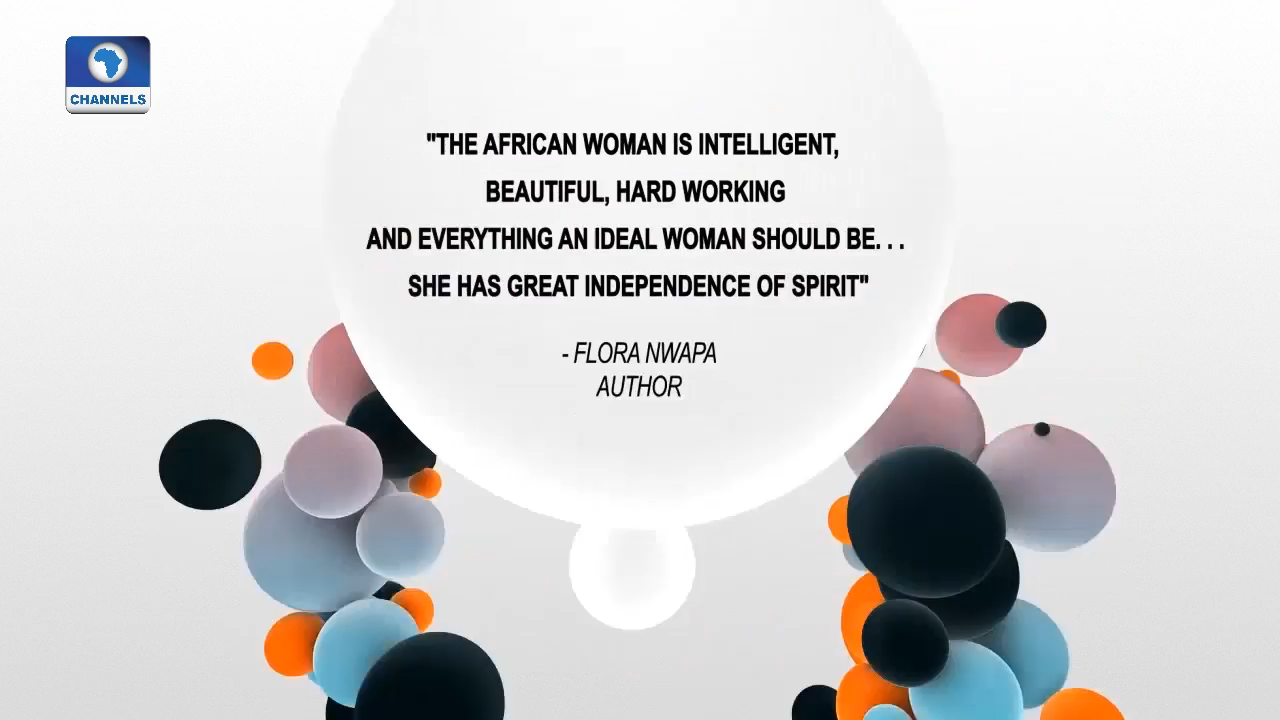 CHANNELS
"THE AFRICAN WOMAN IS INTELLIGENT,
BEAUTIFUL, HARD WORKING
AND EVERYTHING AN IDEAL WOMAN SHOULD BE. . .
SHE HAS GREAT INDEPENDENCE OF SPIRIT"
- FLORA NWAPA
AUTHOR